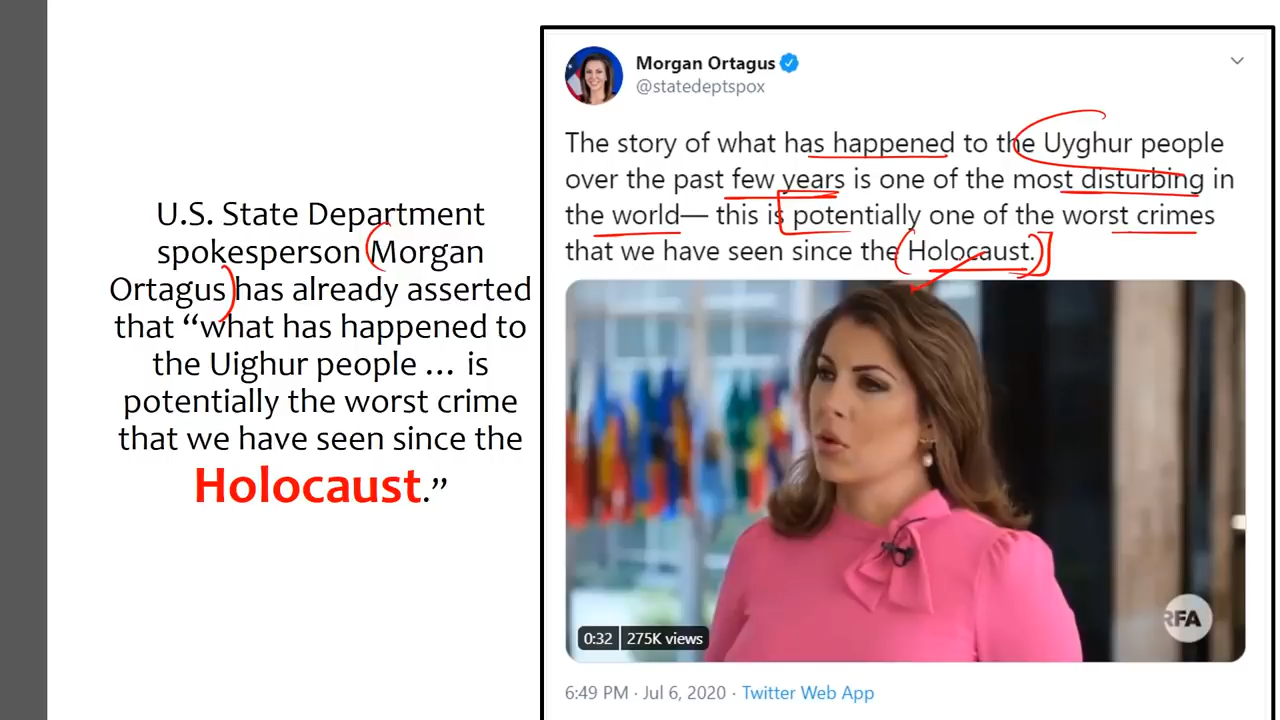 U.S. State Department
spokesperson Morgan
Ortagus has already asserted
that “what has happened to
the Uighur people … is
potentially the worst crime
that we have seen since the
Holocaust.”
Morgan Ortagus
@statedeptspox
The story of what has happened to the Uyghur people
over the past few years is one of the most disturbing in
the world— this is potentially one of the worst crimes
that we have seen since the Holocaust.
0:32 275K views
RFA
6:49 PM · Jul 6, 2020 · Twitter Web App